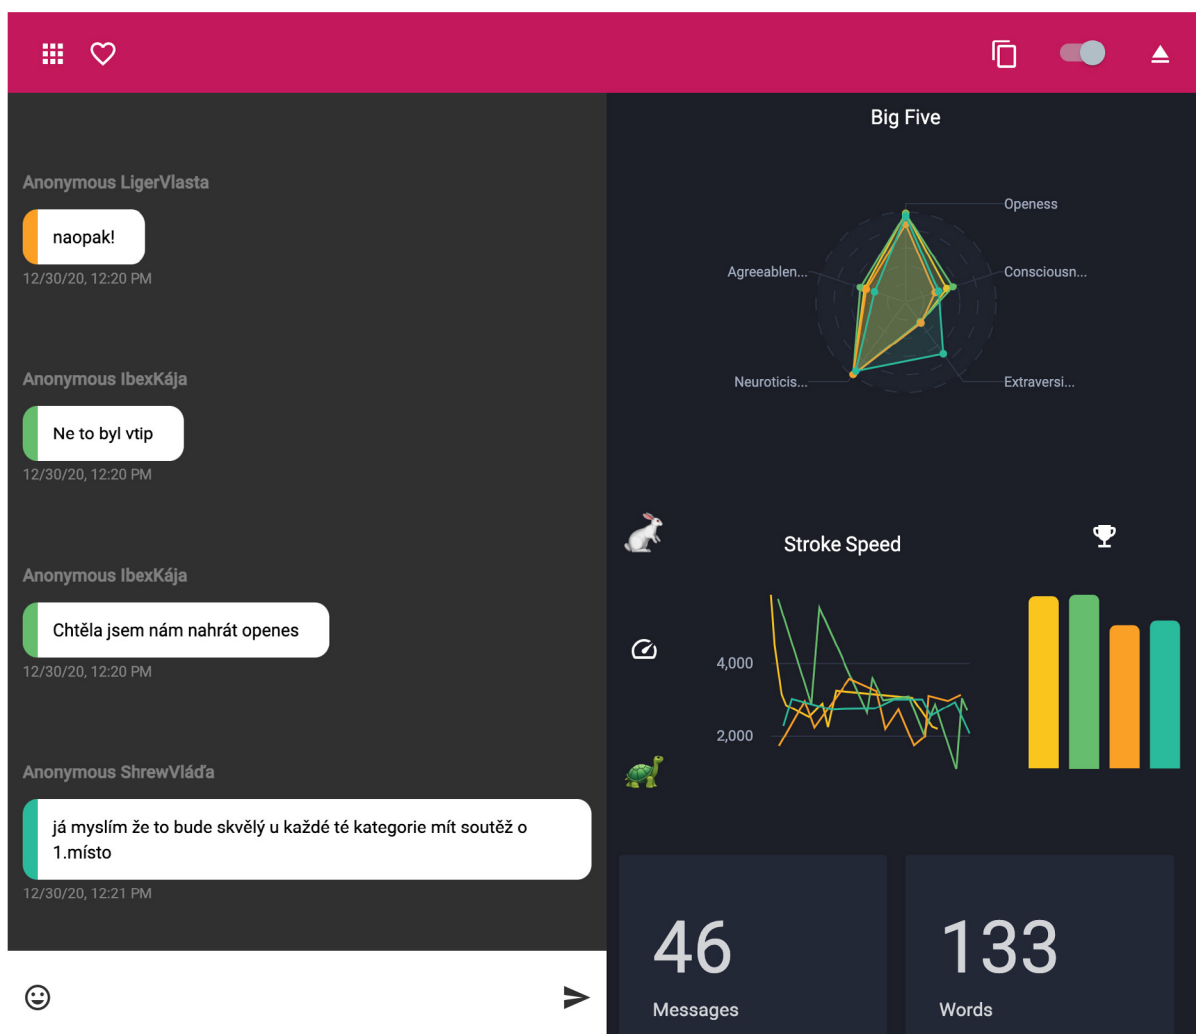 Anonymous LigerVlasta
naopak!
12/30/20, 12:20 PM
Anonymous IbexKája
Ne to byl vtip
12/30/20, 12:20 PM
Anonymous IbexKája
Chtěla jsem nám nahrát openes
12/30/20, 12:20 PM
Anonymous ShrewVláďa
já myslím že to bude skvělý u každé té kategorie mít soutěž o
1.místo
12/30/20, 12:21 PM
Big Five
Openess
Agreeablen...
Consciousn...
Neuroticis...
Extraversi...
Stroke Speed
4,000
2,000
46
Messages
133
Words